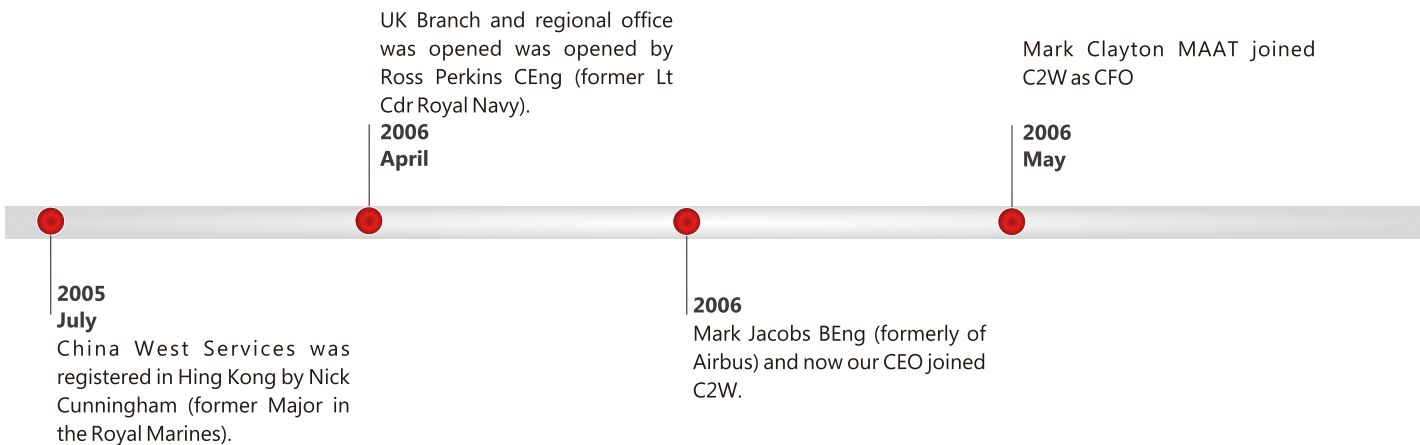 2005
July
China West Services was
registered in Hing Kong by Nick
Cunningham (former Major in
the Royal Marines).
UK Branch and regional office
was opened was opened by
Ross Perkins CEng (former Lt
Cdr Royal Navy).
2006
April
2006
Mark Jacobs BEng (formerly of
Airbus) and now our CEO joined
C2W.
Mark Clayton MAAT joined
C2W as CFO
2006
May